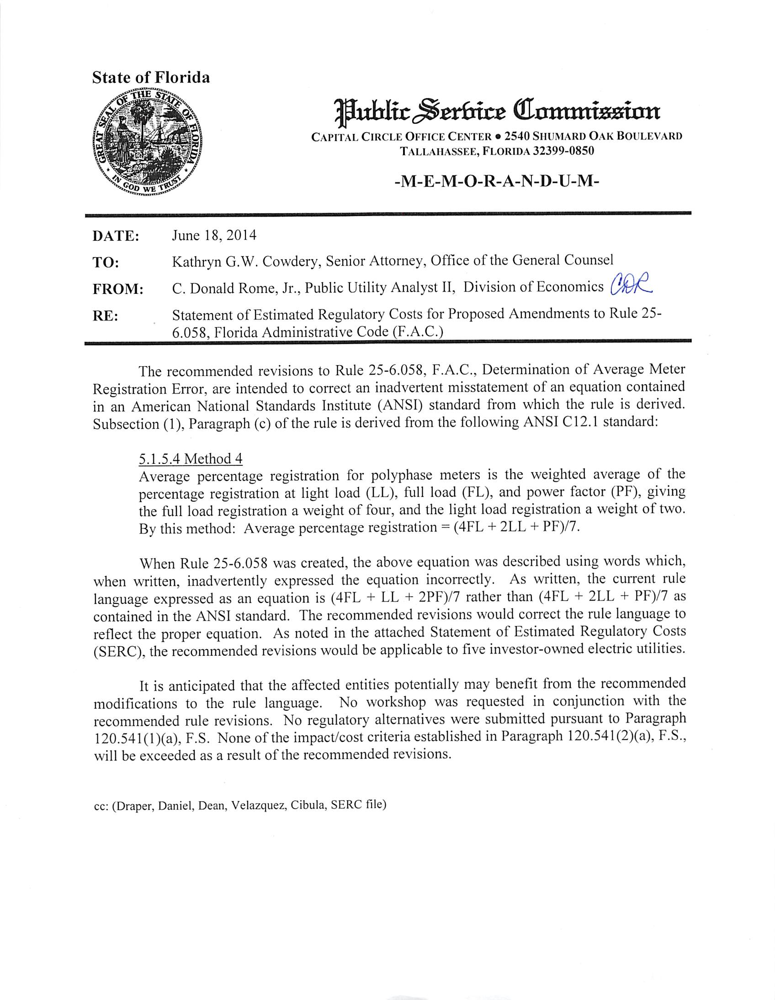 State of Florida
GREAT SEAL OF THE STATE OF FLORIDA
IN GOD WE TRUST
Public Service Commission
CAPITAL CIRCLE OFFICE CENTER ● 2540 SHUMARD OAK BOULEVARD
TALLAHASSEE, FLORIDA 32399-0850
-M-E-M-O-R-A-N-D-U-M-
DATE: June 18, 2014
TO: Kathryn G.W. Cowdery, Senior Attorney, Office of the General Counsel
FROM: C. Donald Rome, Jr., Public Utility Analyst II, Division of Economics CDR
RE: Statement of Estimated Regulatory Costs for Proposed Amendments to Rule 25-
6.058, Florida Administrative Code (F.A.C.)
The recommended revisions to Rule 25-6.058, F.A.C., Determination of Average Meter
Registration Error, are intended to correct an inadvertent misstatement of an equation contained
in an American National Standards Institute (ANSI) standard from which the rule is derived.
Subsection (1), Paragraph (c) of the rule is derived from the following ANSI C12.1 standard:
5.1.5.4 Method 4
Average percentage registration for polyphase meters is the weighted average of the
percentage registration at light load (LL), full load (FL), and power factor (PF), giving
the full load registration a weight of four, and the light load registration a weight of two.
By this method: Average percentage registration = (4FL + 2LL + PF)/7.
When Rule 25-6.058 was created, the above equation was described using words which,
when written, inadvertently expressed the equation incorrectly. As written, the current rule
language expressed as an equation is (4FL + LL + 2PF)/7 rather than (4FL + 2LL + PF)/7 as
contained in the ANSI standard. The recommended revisions would correct the rule language to
reflect the proper equation. As noted in the attached Statement of Estimated Regulatory Costs
(SERC), the recommended revisions would be applicable to five investor-owned electric utilities.
It is anticipated that the affected entities potentially may benefit from the recommended
modifications to the rule language. No workshop was requested in conjunction with the
recommended rule revisions. No regulatory alternatives were submitted pursuant to Paragraph
120.541(1)(a), F.S. None of the impact/cost criteria established in Paragraph 120.541(2)(a), F.S.,
will be exceeded as a result of the recommended revisions.
cc: (Draper, Daniel, Dean, Velazquez, Cibula, SERC file)